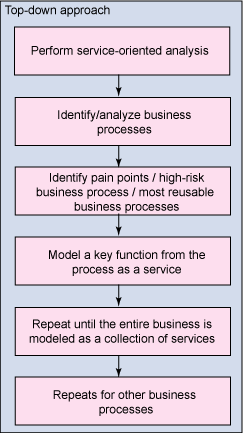 Top-down approach
Perform service-oriented analysis
Identify/analyze business
processes
Identify pain points / high-risk
business process / most reusable
business processes
Model a key function from the
process as a service
Repeat until the entire business is
modeled as a collection of services
Repeats for other business
processes